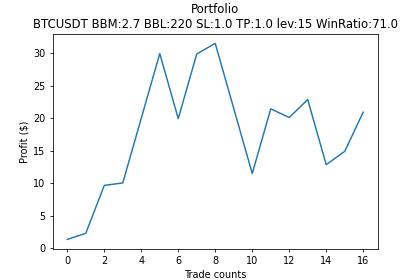 Portfolio
BTCUSDT BBM:2.7 BBL:220 SL:1.0 TP:1.0 lev:15 WinRatio:71.0
30
25
20
15
10
5
0
Profit ($)
0 2 4 6 8 10 12 14 16
Trade counts